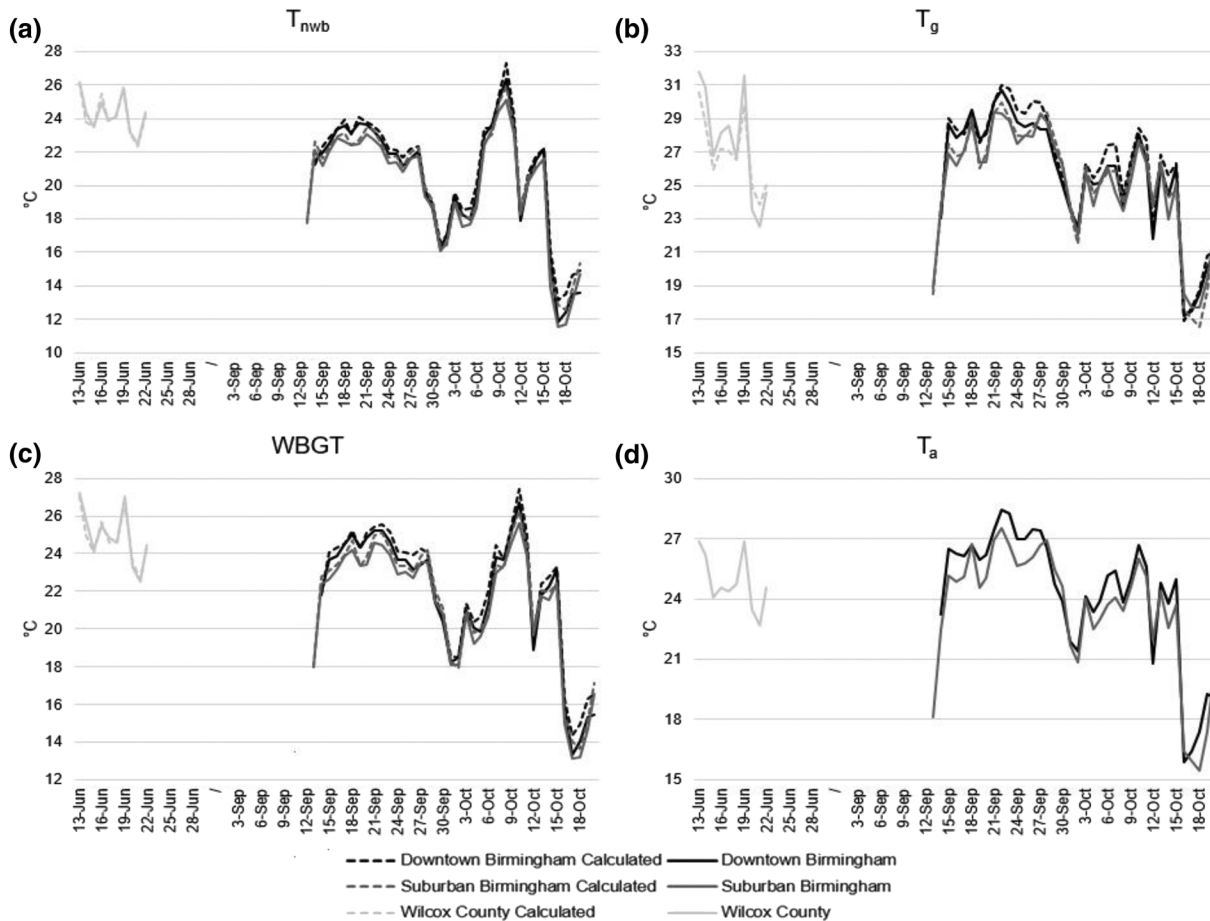 (a)
T_nwb
28
26
24
22
20
18
16
14
12
10
°C
13-Jun
16-Jun
19-Jun
22-Jun
25-Jun
28-Jun
/
3-Sep
6-Sep
9-Sep
12-Sep
15-Sep
18-Sep
21-Sep
24-Sep
27-Sep
30-Sep
3-Oct
6-Oct
9-Oct
12-Oct
15-Oct
18-Oct
(b)
T_g
33
31
29
27
25
23
21
19
17
15
°C
13-Jun
16-Jun
19-Jun
22-Jun
25-Jun
28-Jun
/
3-Sep
6-Sep
9-Sep
12-Sep
15-Sep
18-Sep
21-Sep
24-Sep
27-Sep
30-Sep
3-Oct
6-Oct
9-Oct
12-Oct
15-Oct
18-Oct
(c)
WBGT
28
26
24
22
20
18
16
14
12
°C
13-Jun
16-Jun
19-Jun
22-Jun
25-Jun
28-Jun
/
3-Sep
6-Sep
9-Sep
12-Sep
15-Sep
18-Sep
21-Sep
24-Sep
27-Sep
30-Sep
3-Oct
6-Oct
9-Oct
12-Oct
15-Oct
18-Oct
(d)
T_a
30
27
24
21
18
15
°C
13-Jun
16-Jun
19-Jun
22-Jun
25-Jun
28-Jun
/
3-Sep
6-Sep
9-Sep
12-Sep
15-Sep
18-Sep
21-Sep
24-Sep
27-Sep
30-Sep
3-Oct
6-Oct
9-Oct
12-Oct
15-Oct
18-Oct
Downtown Birmingham Calculated
Downtown Birmingham
Suburban Birmingham Calculated
Suburban Birmingham
Wilcox County Calculated
Wilcox County